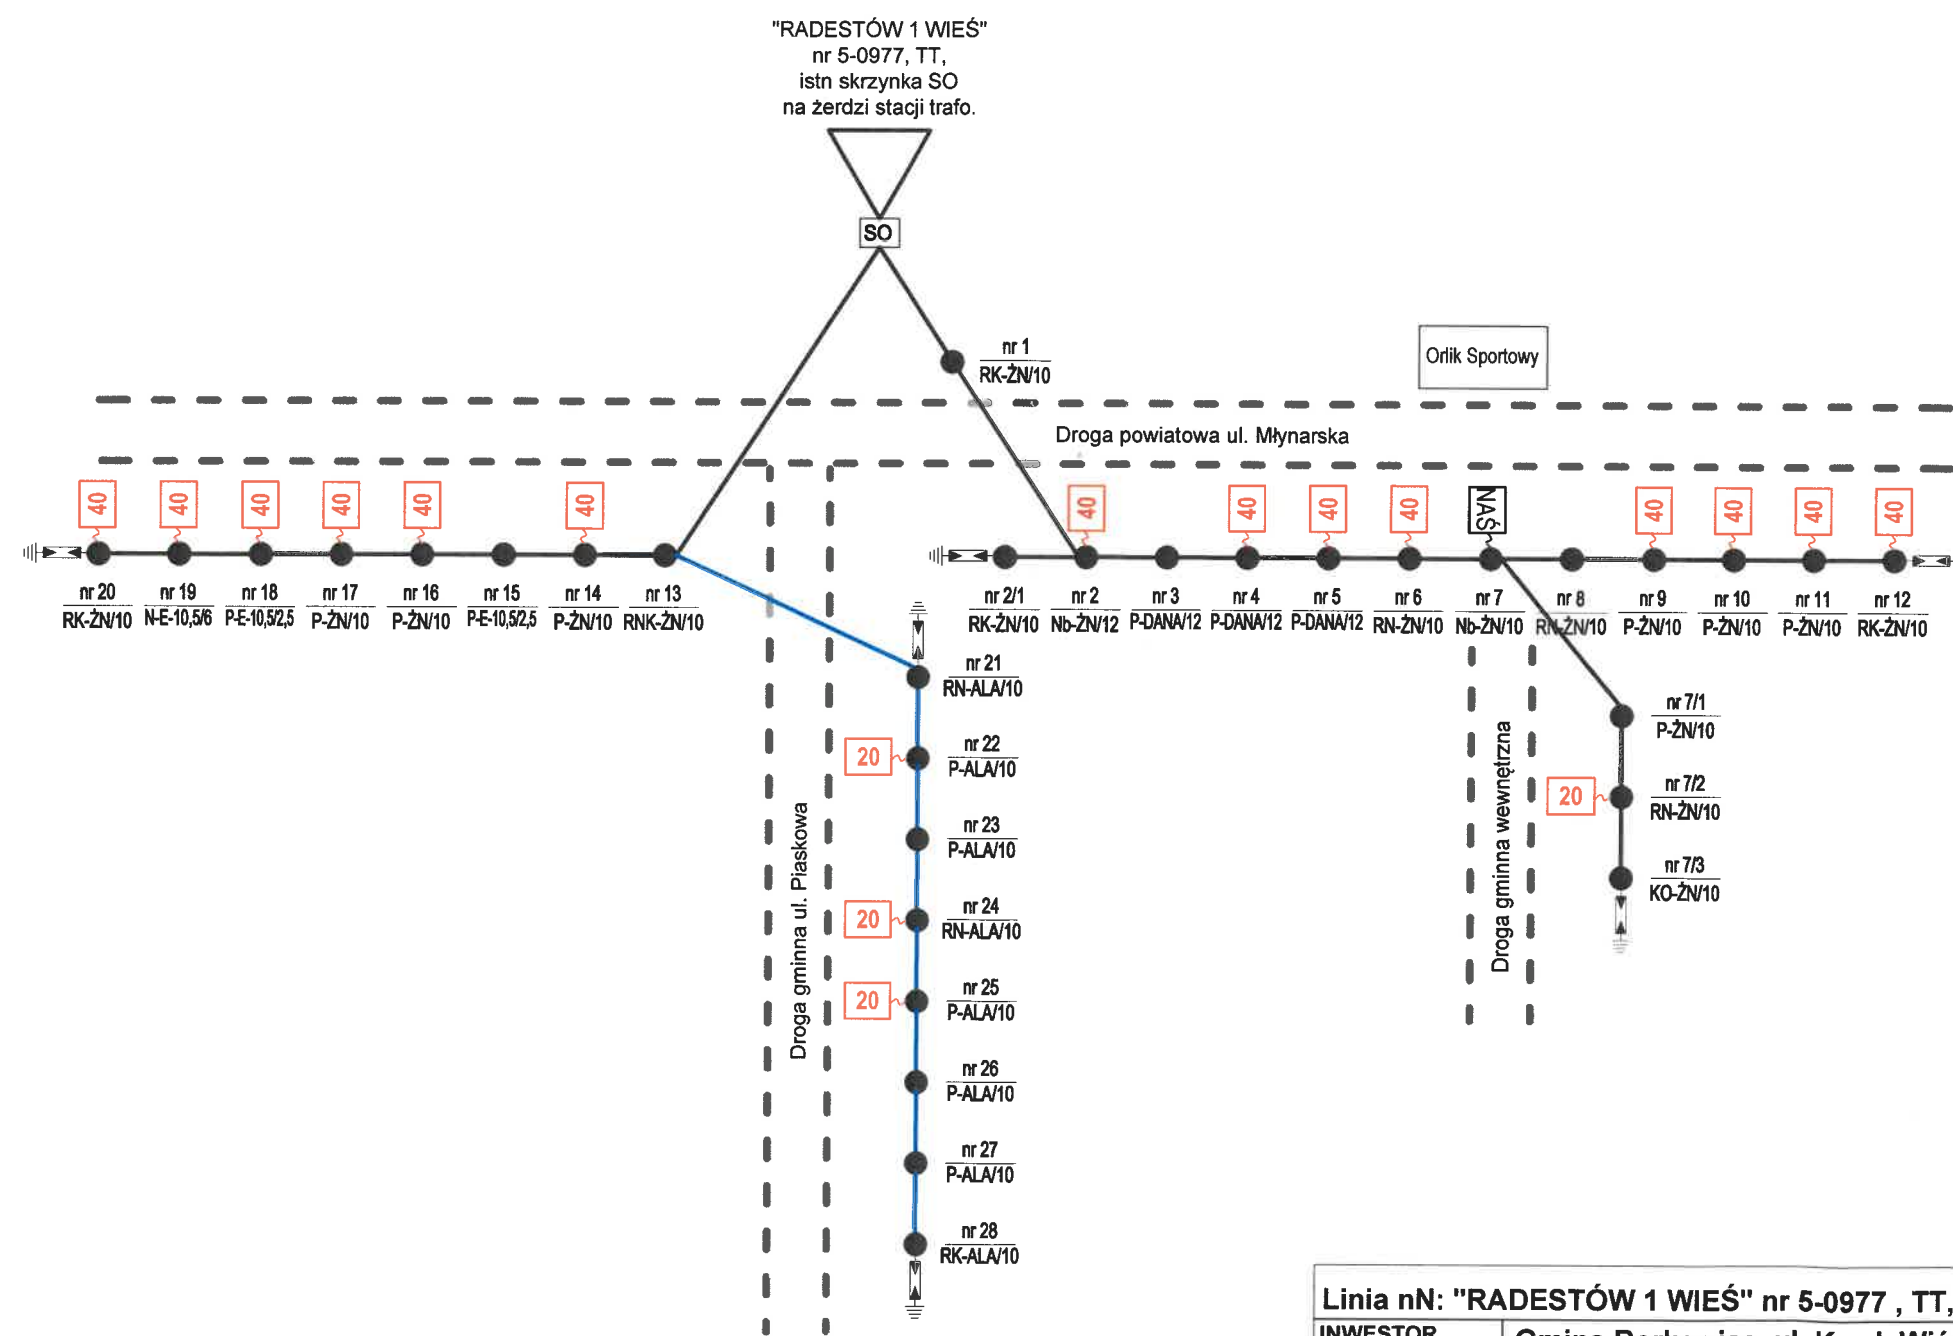 "RADESTÓW 1 WIEŚ"
nr 5-0977, TT,
istn skrzynka SO
na żerdzi stacji trafo.
SO
nr 1
RK-ŻN/10
Orlik Sportowy
Droga powiatowa ul. Młynarska
40 40 40 40 40 40 40 40 40 40 NAŚ 40 40 40 40
nr 20 nr 19 nr 18 nr 17 nr 16 nr 15 nr 14 nr 13 nr 2/1 nr 2 nr 3 nr 4 nr 5 nr 6 nr 7 nr 8 nr 9 nr 10 nr 11 nr 12
RK-ŻN/10 N-E-10,5/6 P-E-10,5/2,5 P-ŻN/10 P-ŻN/10 P-E-10,5/2,5 P-ŻN/10 RNK-ŻN/10 RK-ŻN/10 Nb-ŻN/12 P-DANA/12 P-DANA/12 P-DANA/12 RN-ŻN/10 Nb-ŻN/10 RN-ŻN/10 P-ŻN/10 P-ŻN/10 P-ŻN/10 RK-ŻN/10
nr 21
RN-ALA/10
20
nr 22
P-ALA/10
nr 23
P-ALA/10
20
nr 24
RN-ALA/10
20
nr 25
P-ALA/10
nr 26
P-ALA/10
nr 27
P-ALA/10
nr 28
RK-ALA/10
Droga gminna ul. Piaskowa
nr 7/1
P-ŻN/10
20
nr 7/2
RN-ŻN/10
nr 7/3
KO-ŻN/10
Droga gminna wewnętrzna
Linia nN: "RADESTÓW 1 WIEŚ" nr 5-0977 , TT,
INWESTOR